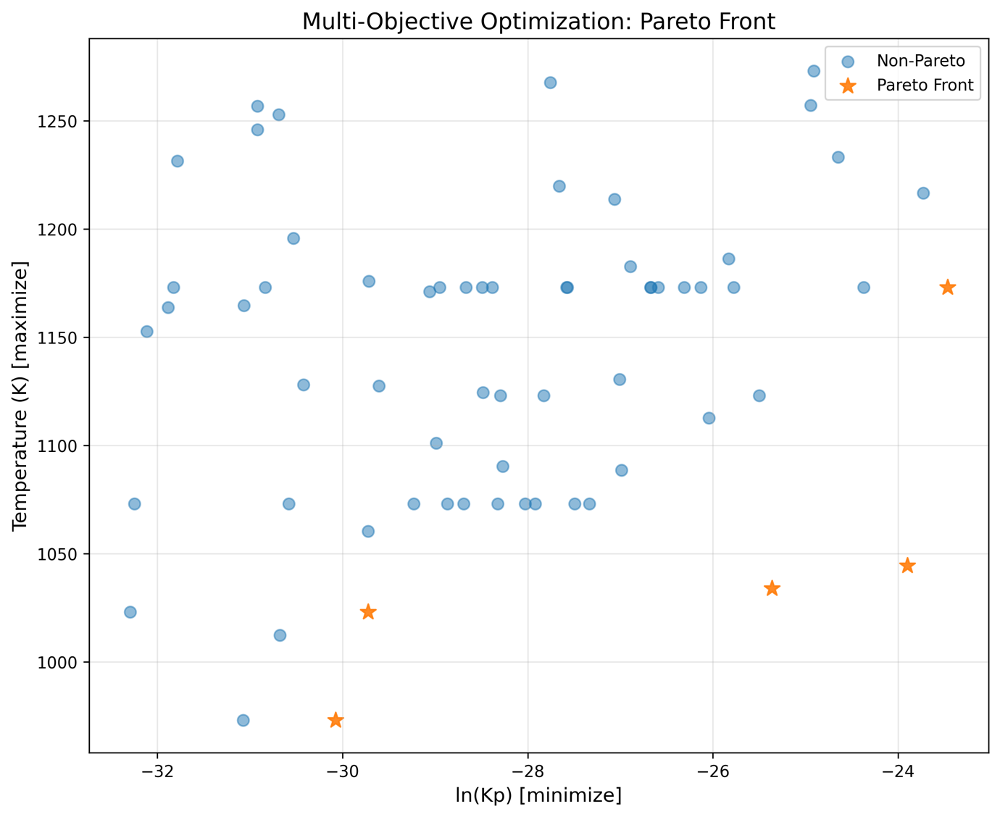 Multi-Objective Optimization: Pareto Front
Non-Pareto
Pareto Front
Temperature (K) [maximize]
1250
1200
1150
1100
1050
1000
−32
−30
−28
−26
−24
ln(Kp) [minimize]